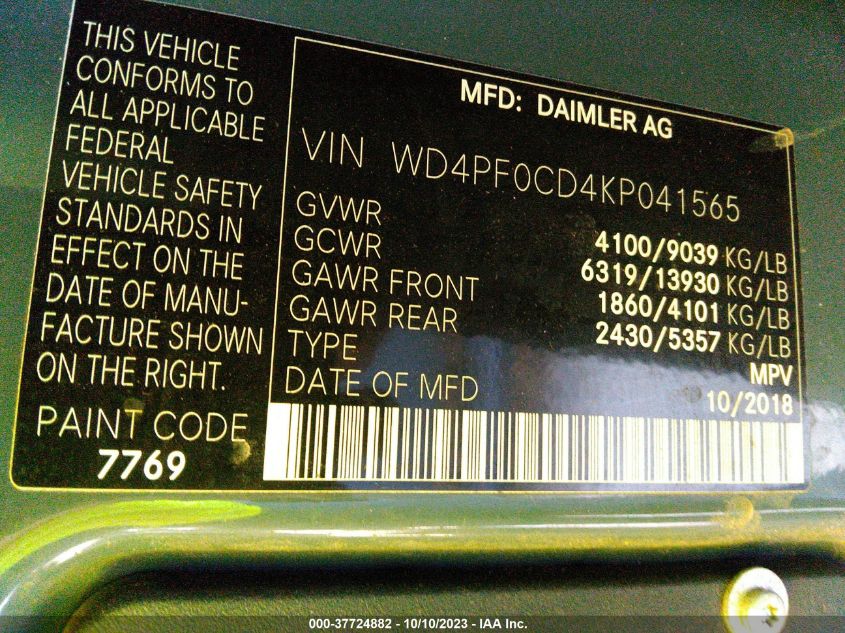 THIS VEHICLE
CONFORMS TO
ALL APPLICABLE
FEDERAL
VEHICLE SAFETY
STANDARDS IN
EFFECT ON THE
DATE OF MANU-
FACTURE SHOWN
ON THE RIGHT.
PAINT CODE
7769
MFD: DAIMLER AG
VIN WD4PF0CD4KP041565
GVWR 4100/9039 KG/LB
GCWR 6319/13930 KG/LB
GAWR FRONT 1860/4101 KG/LB
GAWR REAR 2430/5357 KG/LB
TYPE MPV
DATE OF MFD 10/2018
000-37724882 - 10/10/2023 - IAA Inc.